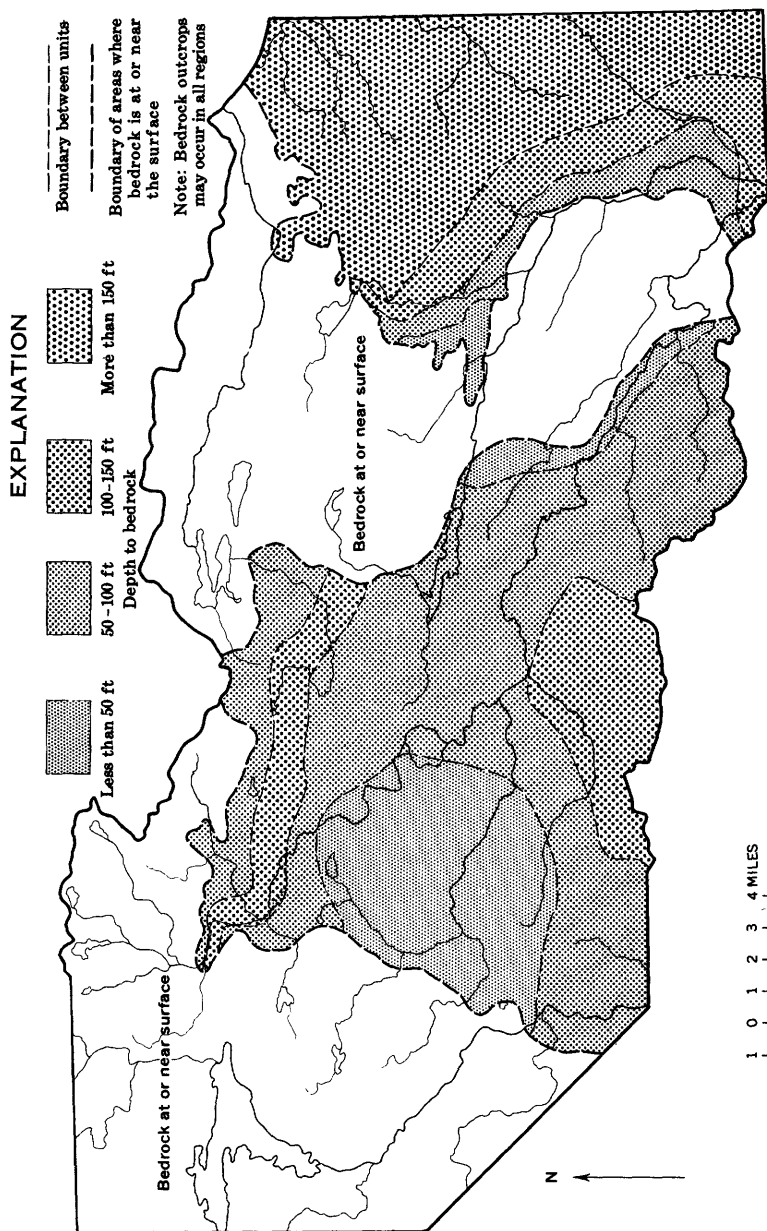 EXPLANATION
Less than 50 ft
50-100 ft
100-150 ft
More than 150 ft
Depth to bedrock
Boundary between units
Boundary of areas where
bedrock is at or near
the surface
Note: Bedrock outcrops
may occur in all regions
Bedrock at or near surface
Bedrock at or near surface
N
1 0 1 2 3 4 MILES